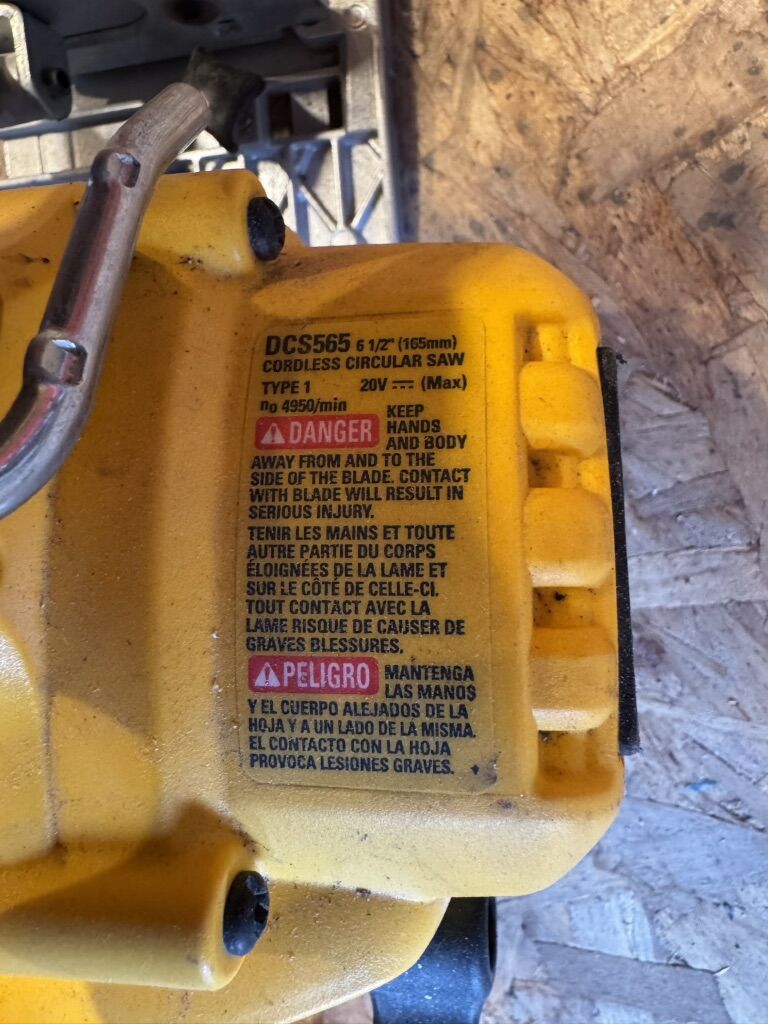 DCS565 6 1/2" (165mm)
CORDLESS CIRCULAR SAW
TYPE 1 20V ⎓ (Max)
n₀ 4950/min
⚠ DANGER KEEP
HANDS
AND BODY
AWAY FROM AND TO THE
SIDE OF THE BLADE. CONTACT
WITH BLADE WILL RESULT IN
SERIOUS INJURY.
TENIR LES MAINS ET TOUTE
AUTRE PARTIE DU CORPS
ÉLOIGNÉES DE LA LAME ET
SUR LE CÔTÉ DE CELLE-CI.
TOUT CONTACT AVEC LA
LAME RISQUE DE CAUSER DE
GRAVES BLESSURES.
⚠ PELIGRO MANTENGA
LAS MANOS
Y EL CUERPO ALEJADOS DE LA
HOJA Y A UN LADO DE LA MISMA.
EL CONTACTO CON LA HOJA
PROVOCA LESIONES GRAVES.